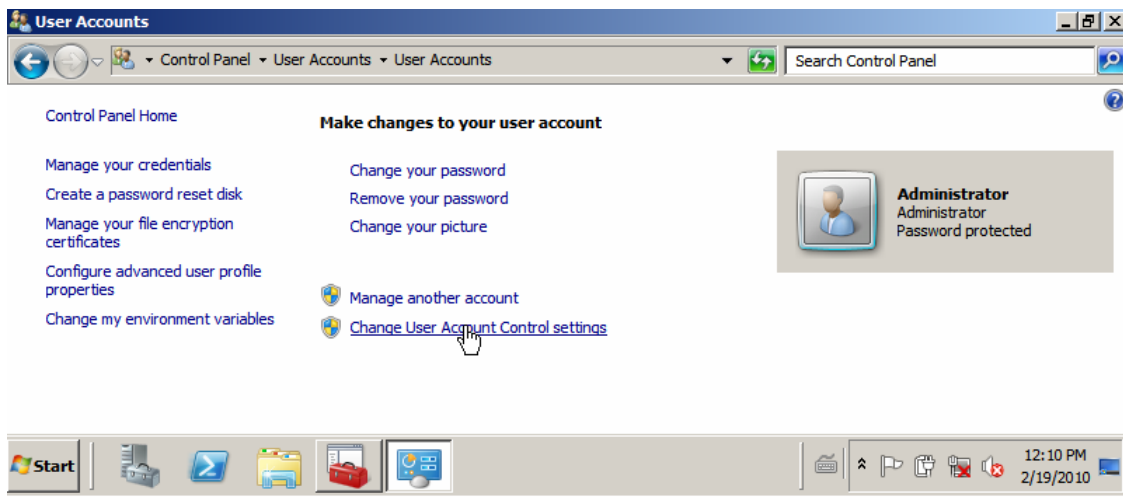 User Accounts
Control Panel User Accounts User Accounts
Search Control Panel
Control Panel Home
Manage your credentials
Create a password reset disk
Manage your file encryption
certificates
Configure advanced user profile
properties
Change my environment variables
Make changes to your user account
Change your password
Remove your password
Change your picture
Manage another account
Change User Account Control settings
Administrator
Administrator
Password protected
Start
12:10 PM
2/19/2010